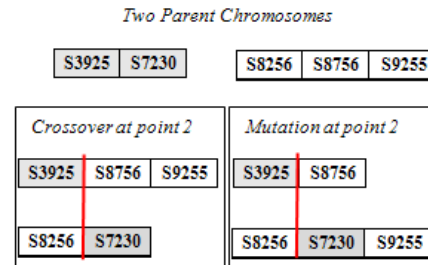 Two Parent Chromosomes
S3925 S7230 S8256 S8756 S9255
Crossover at point 2
S3925 S8756 S9255
S8256 S7230
Mutation at point 2
S3925 S8756
S8256 S7230 S9255